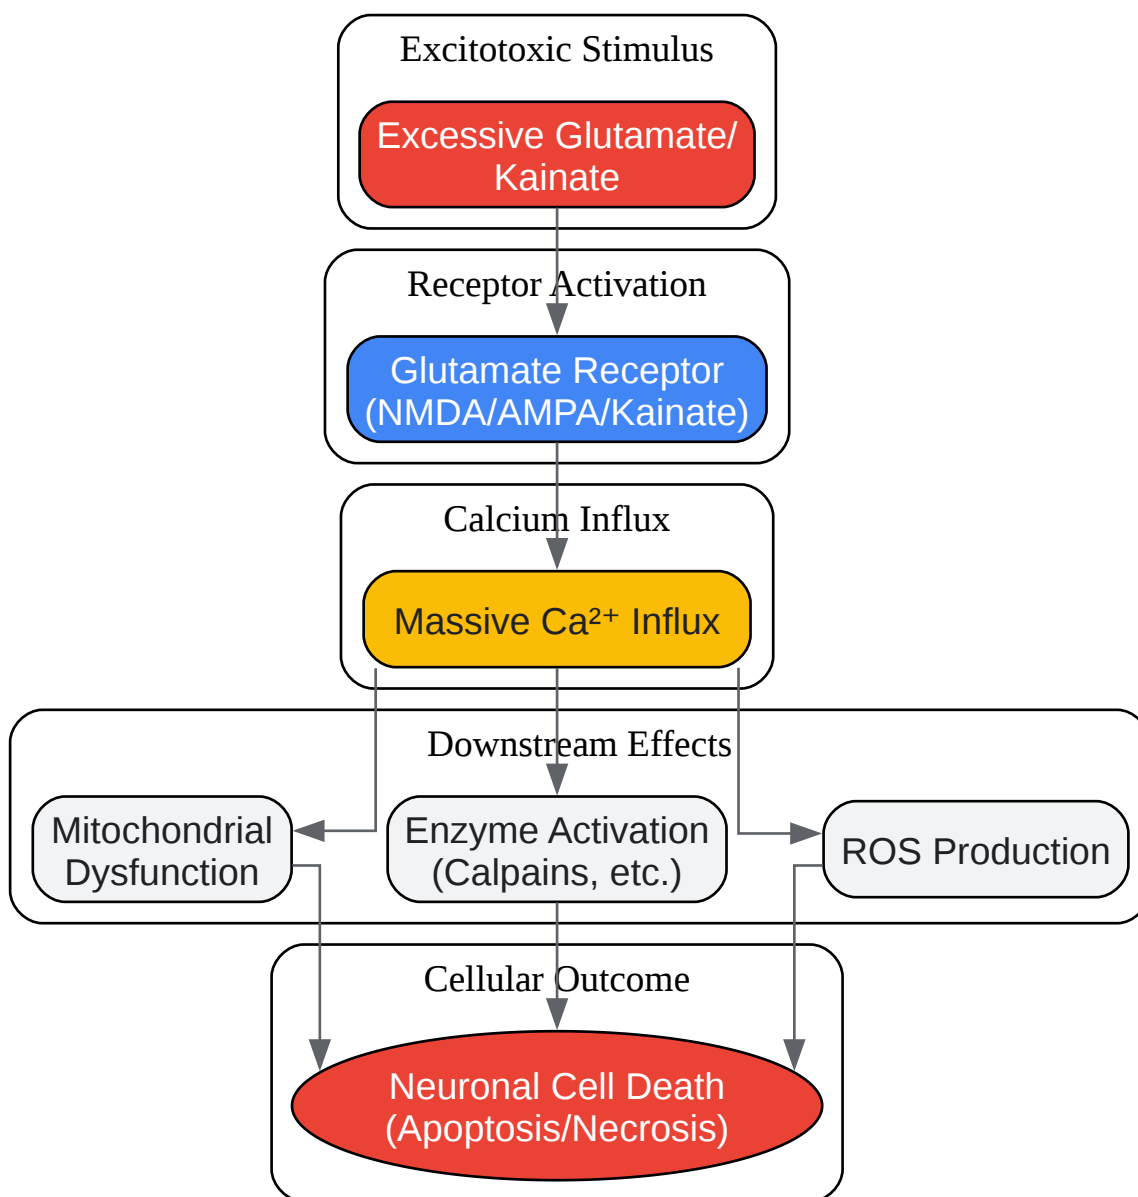 Excitotoxic Stimulus
Excessive Glutamate/
Kainate
Receptor Activation
Glutamate Receptor
(NMDA/AMPA/Kainate)
Calcium Influx
Massive Ca²⁺ Influx
Downstream Effects
Mitochondrial
Dysfunction
Enzyme Activation
(Calpains, etc.)
ROS Production
Cellular Outcome
Neuronal Cell Death
(Apoptosis/Necrosis)